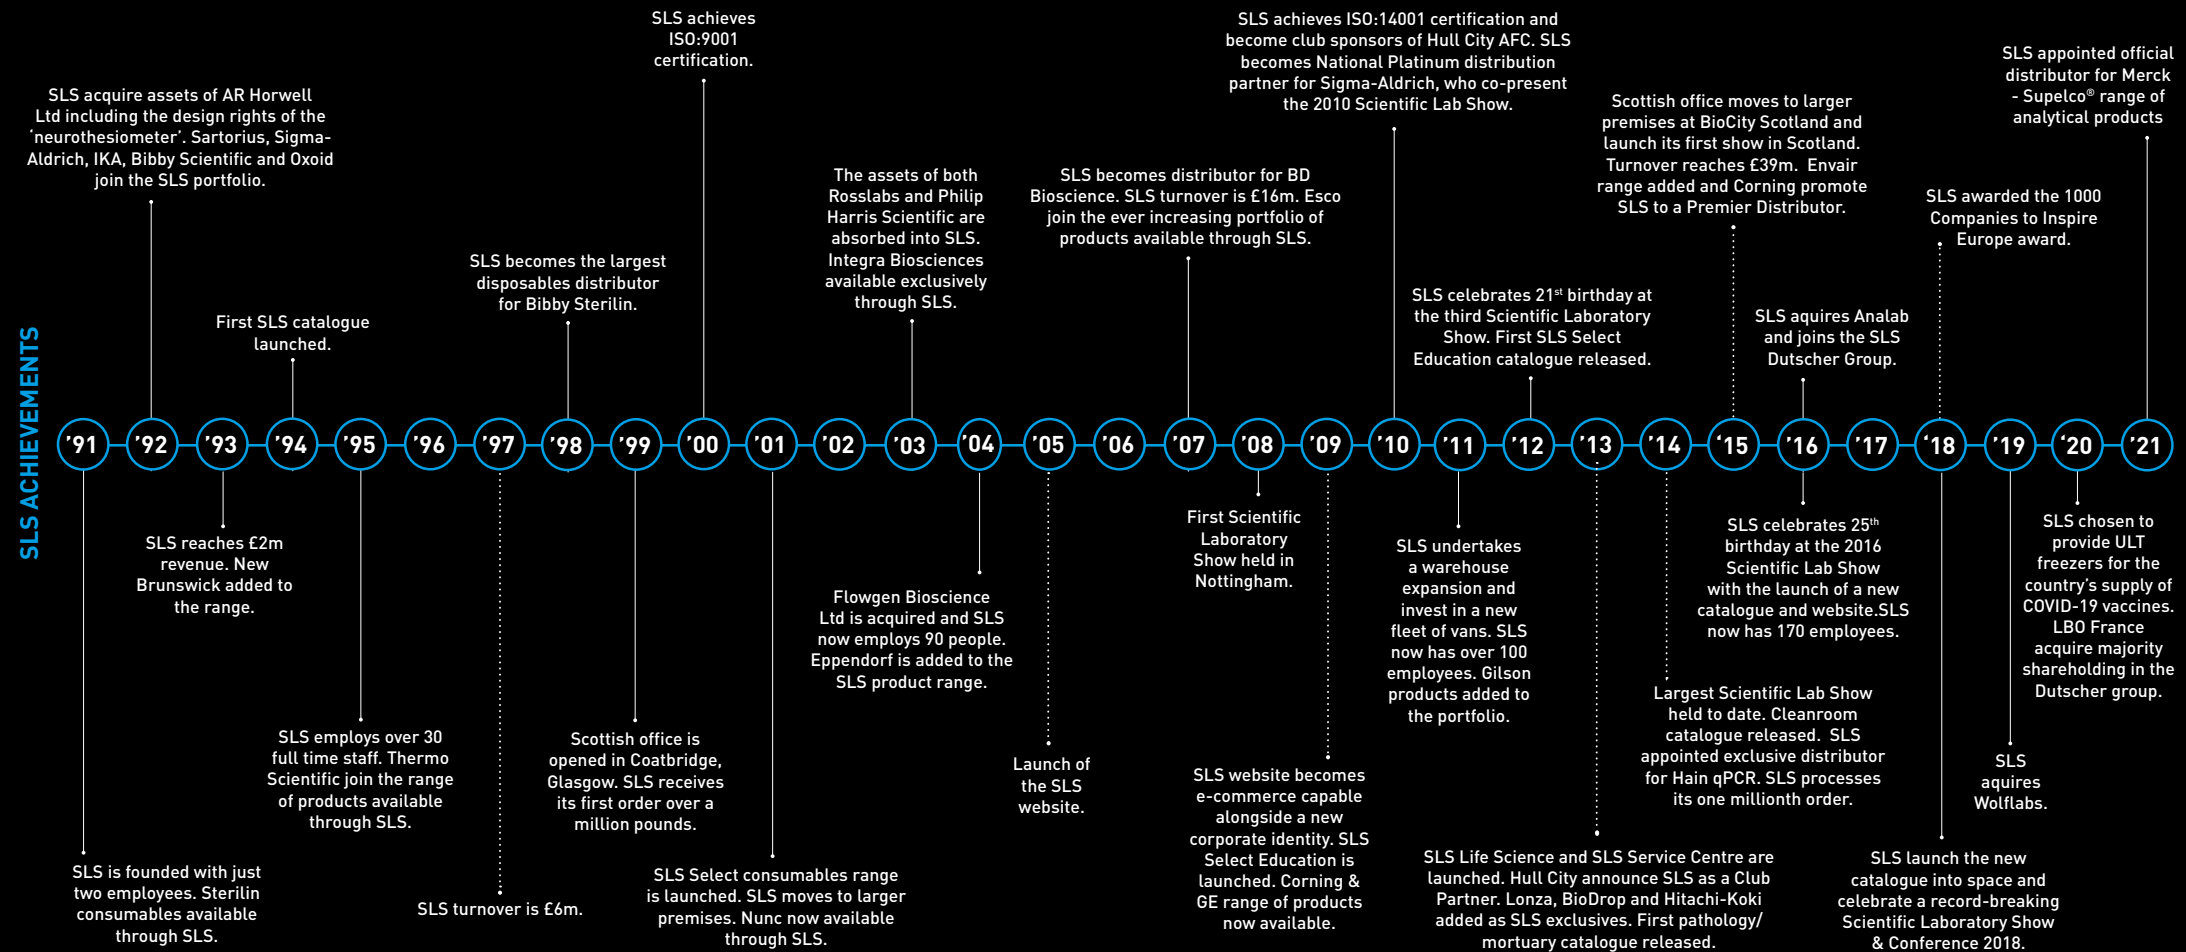 SLS ACHIEVEMENTS
SLS acquire assets of AR Horwell
Ltd including the design rights of the
‘neurothesiometer’. Sartorius, Sigma-
Aldrich, IKA, Bibby Scientific and Oxoid
join the SLS portfolio.
First SLS catalogue
launched.
SLS becomes the largest
disposables distributor
for Bibby Sterilin.
SLS achieves
ISO:9001
certification.
The assets of both
Rosslabs and Philip
Harris Scientific are
absorbed into SLS.
Integra Biosciences
available exclusively
through SLS.
SLS becomes distributor for BD
Bioscience. SLS turnover is £16m. Esco
join the ever increasing portfolio of
products available through SLS.
SLS achieves ISO:14001 certification and
become club sponsors of Hull City AFC. SLS
becomes National Platinum distribution
partner for Sigma-Aldrich, who co-present
the 2010 Scientific Lab Show.
SLS celebrates 21st birthday at
the third Scientific Laboratory
Show. First SLS Select
Education catalogue released.
Scottish office moves to larger
premises at BioCity Scotland and
launch its first show in Scotland.
Turnover reaches £39m. Envair
range added and Corning promote
SLS to a Premier Distributor.
SLS aquires Analab
and joins the SLS
Dutscher Group.
SLS awarded the 1000
Companies to Inspire
Europe award.
SLS appointed official
distributor for Merck
- Supelco® range of
analytical products
’91 ’92 ’93 ’94 ’95 ’96 ’97 ’98 ’99 ’00 ’01 ’02 ’03 ’04 ’05 ’06 ’07 ’08 ’09 ’10 ’11 ’12 ’13 ’14 ‘15 ’16 ’17 ‘18 ’19 ‘20 ’21
SLS is founded with just
two employees. Sterilin
consumables available
through SLS.
SLS reaches £2m
revenue. New
Brunswick added to
the range.
SLS employs over 30
full time staff. Thermo
Scientific join the range
of products available
through SLS.
SLS turnover is £6m.
Scottish office is
opened in Coatbridge,
Glasgow. SLS receives
its first order over a
million pounds.
SLS Select consumables range
is launched. SLS moves to larger
premises. Nunc now available
through SLS.
Flowgen Bioscience
Ltd is acquired and SLS
now employs 90 people.
Eppendorf is added to the
SLS product range.
Launch of
the SLS
website.
First Scientific
Laboratory
Show held in
Nottingham.
SLS website becomes
e-commerce capable
alongside a new
corporate identity. SLS
Select Education is
launched. Corning &
GE range of products
now available.
SLS undertakes
a warehouse
expansion and
invest in a new
fleet of vans. SLS
now has over 100
employees. Gilson
products added to
the portfolio.
SLS Life Science and SLS Service Centre are
launched. Hull City announce SLS as a Club
Partner. Lonza, BioDrop and Hitachi-Koki
added as SLS exclusives. First pathology/
mortuary catalogue released.
Largest Scientific Lab Show
held to date. Cleanroom
catalogue released. SLS
appointed exclusive distributor
for Hain qPCR. SLS processes
its one millionth order.
SLS celebrates 25th
birthday at the 2016
Scientific Lab Show
with the launch of a new
catalogue and website.SLS
now has 170 employees.
SLS launch the new
catalogue into space and
celebrate a record-breaking
Scientific Laboratory Show
& Conference 2018.
SLS
aquires
Wolflabs.
SLS chosen to
provide ULT
freezers for the
country’s supply of
COVID-19 vaccines.
LBO France
acquire majority
shareholding in the
Dutscher group.